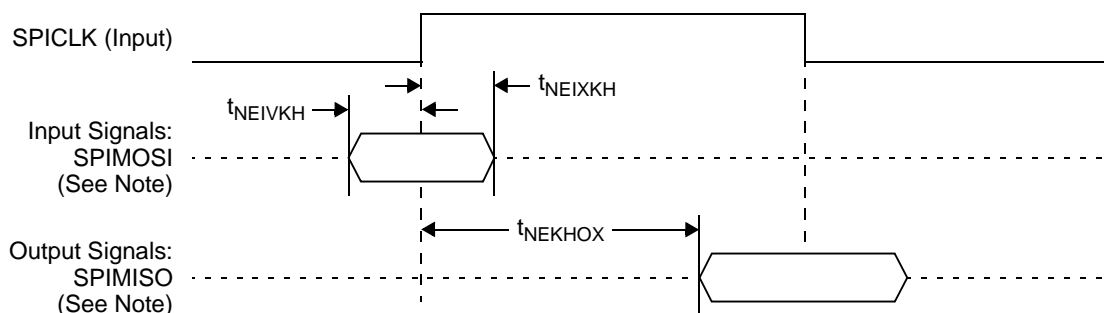 SPICLK (Input)
tNEIXKH
tNEIVKH
Input Signals:
SPIMOSI
(See Note)
tNEKHOX
Output Signals:
SPIMISO
(See Note)